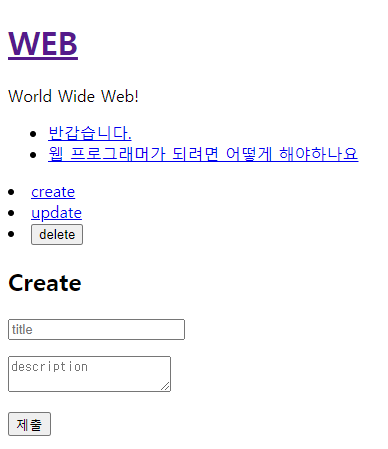 WEB
World Wide Web!
반갑습니다.
웹 프로그래머가 되려면 어떻게 해야하나요
create
update
delete
Create
title
description
제출